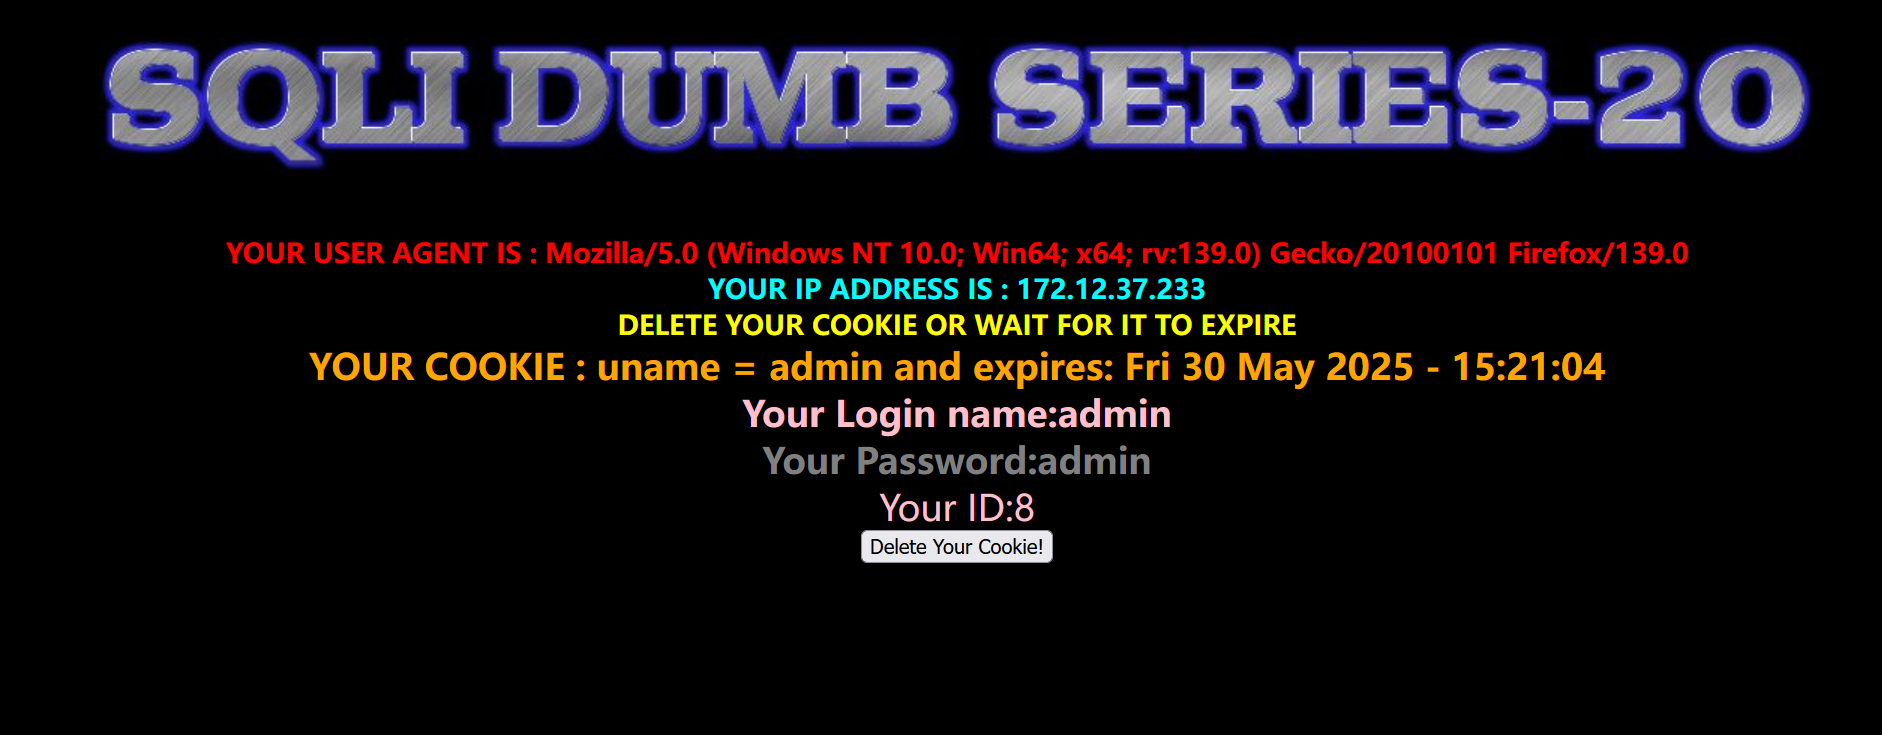 SQLI DUMB SERIES-20
YOUR USER AGENT IS : Mozilla/5.0 (Windows NT 10.0; Win64; x64; rv:139.0) Gecko/20100101 Firefox/139.0
YOUR IP ADDRESS IS : 172.12.37.233
DELETE YOUR COOKIE OR WAIT FOR IT TO EXPIRE
YOUR COOKIE : uname = admin and expires: Fri 30 May 2025 - 15:21:04
Your Login name:admin
Your Password:admin
Your ID:8
Delete Your Cookie!